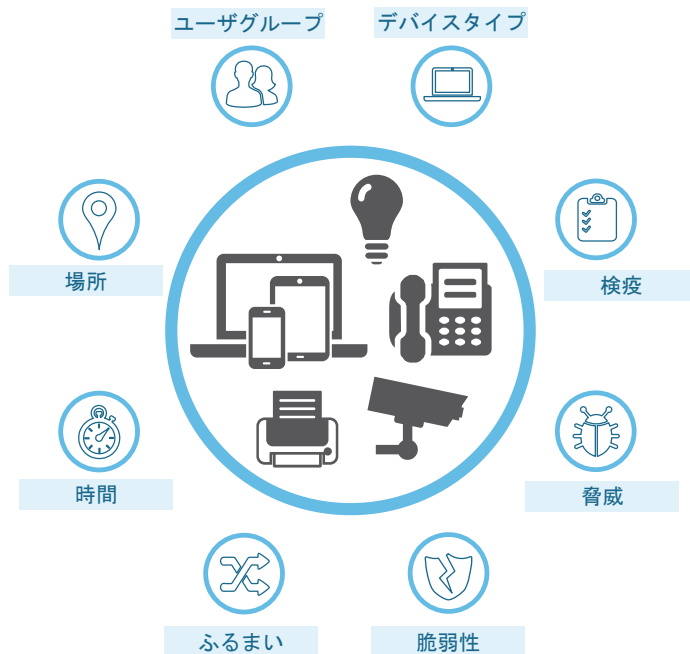 ユーザグループ
デバイスタイプ
場所
検疫
時間
脅威
ふるまい
脆弱性